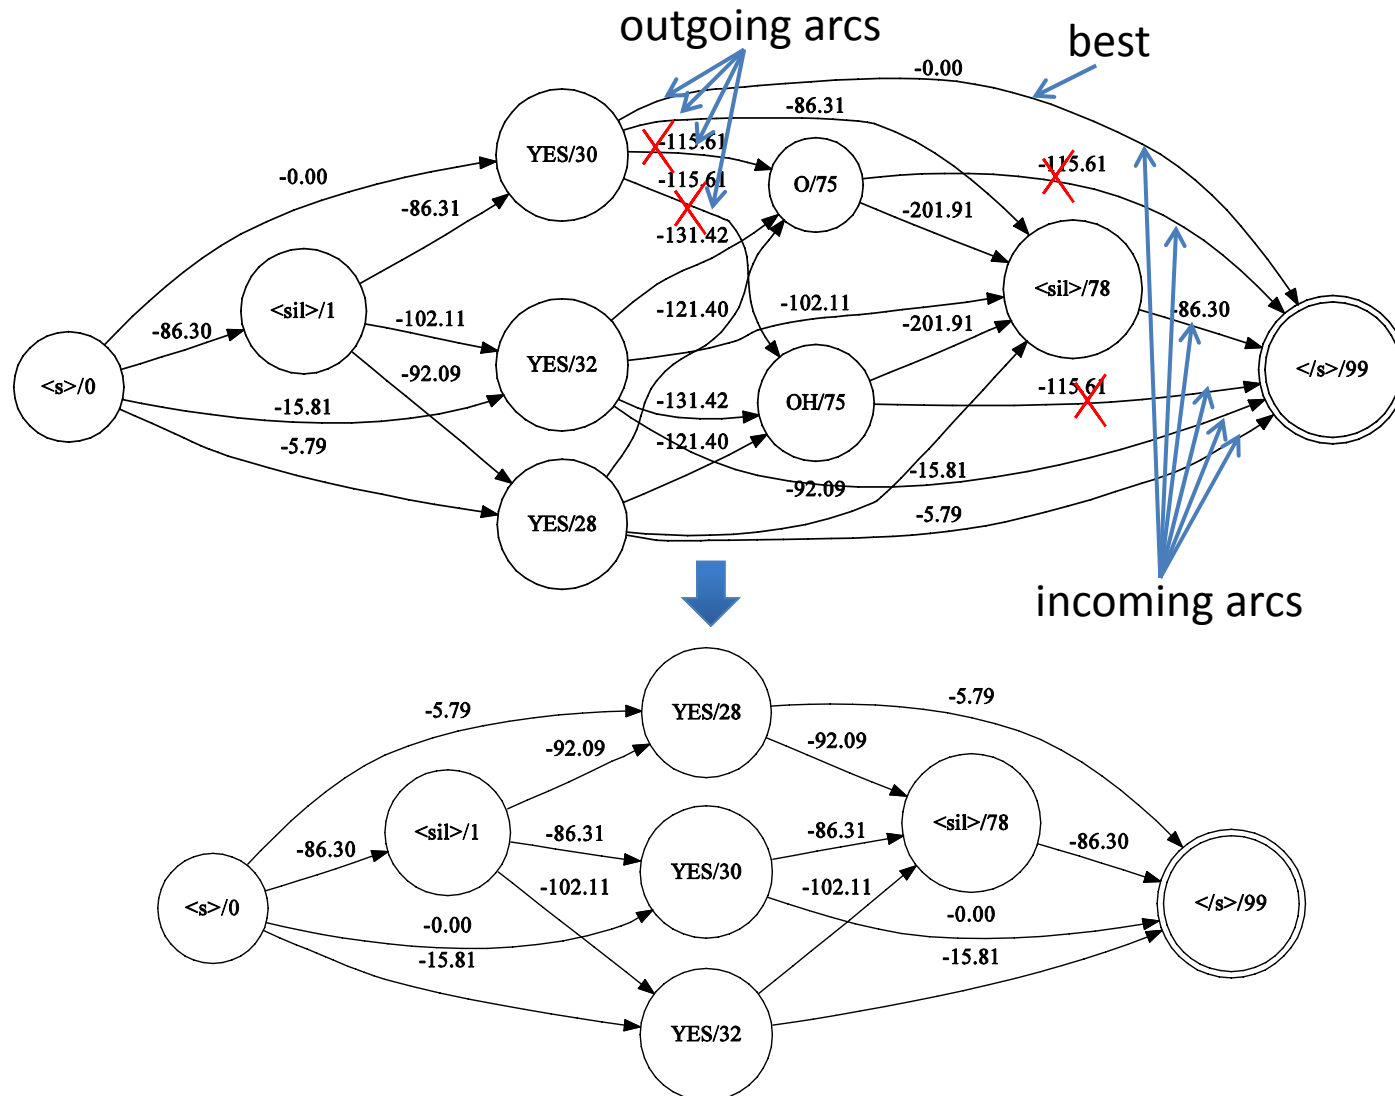 outgoing arcs
best
-0.00
-86.31
YES/30
-115.61
-115.61
O/75
-115.61
-0.00
-86.31
-201.91
-131.42
<sil>/1
<sil>/78
-86.30
-102.11
-121.40
-102.11
-86.30
-201.91
<s>/0
YES/32
</s>/99
-92.09
-115.61
-15.81
-131.42
OH/75
-5.79
-121.40
-15.81
-92.09
YES/28
-5.79
incoming arcs
-5.79
YES/28
-5.79
-92.09
-92.09
<sil>/1
<sil>/78
-86.30
-86.31
-86.31
-86.30
YES/30
-102.11
-102.11
<s>/0
</s>/99
-0.00
-0.00
-15.81
-15.81
YES/32